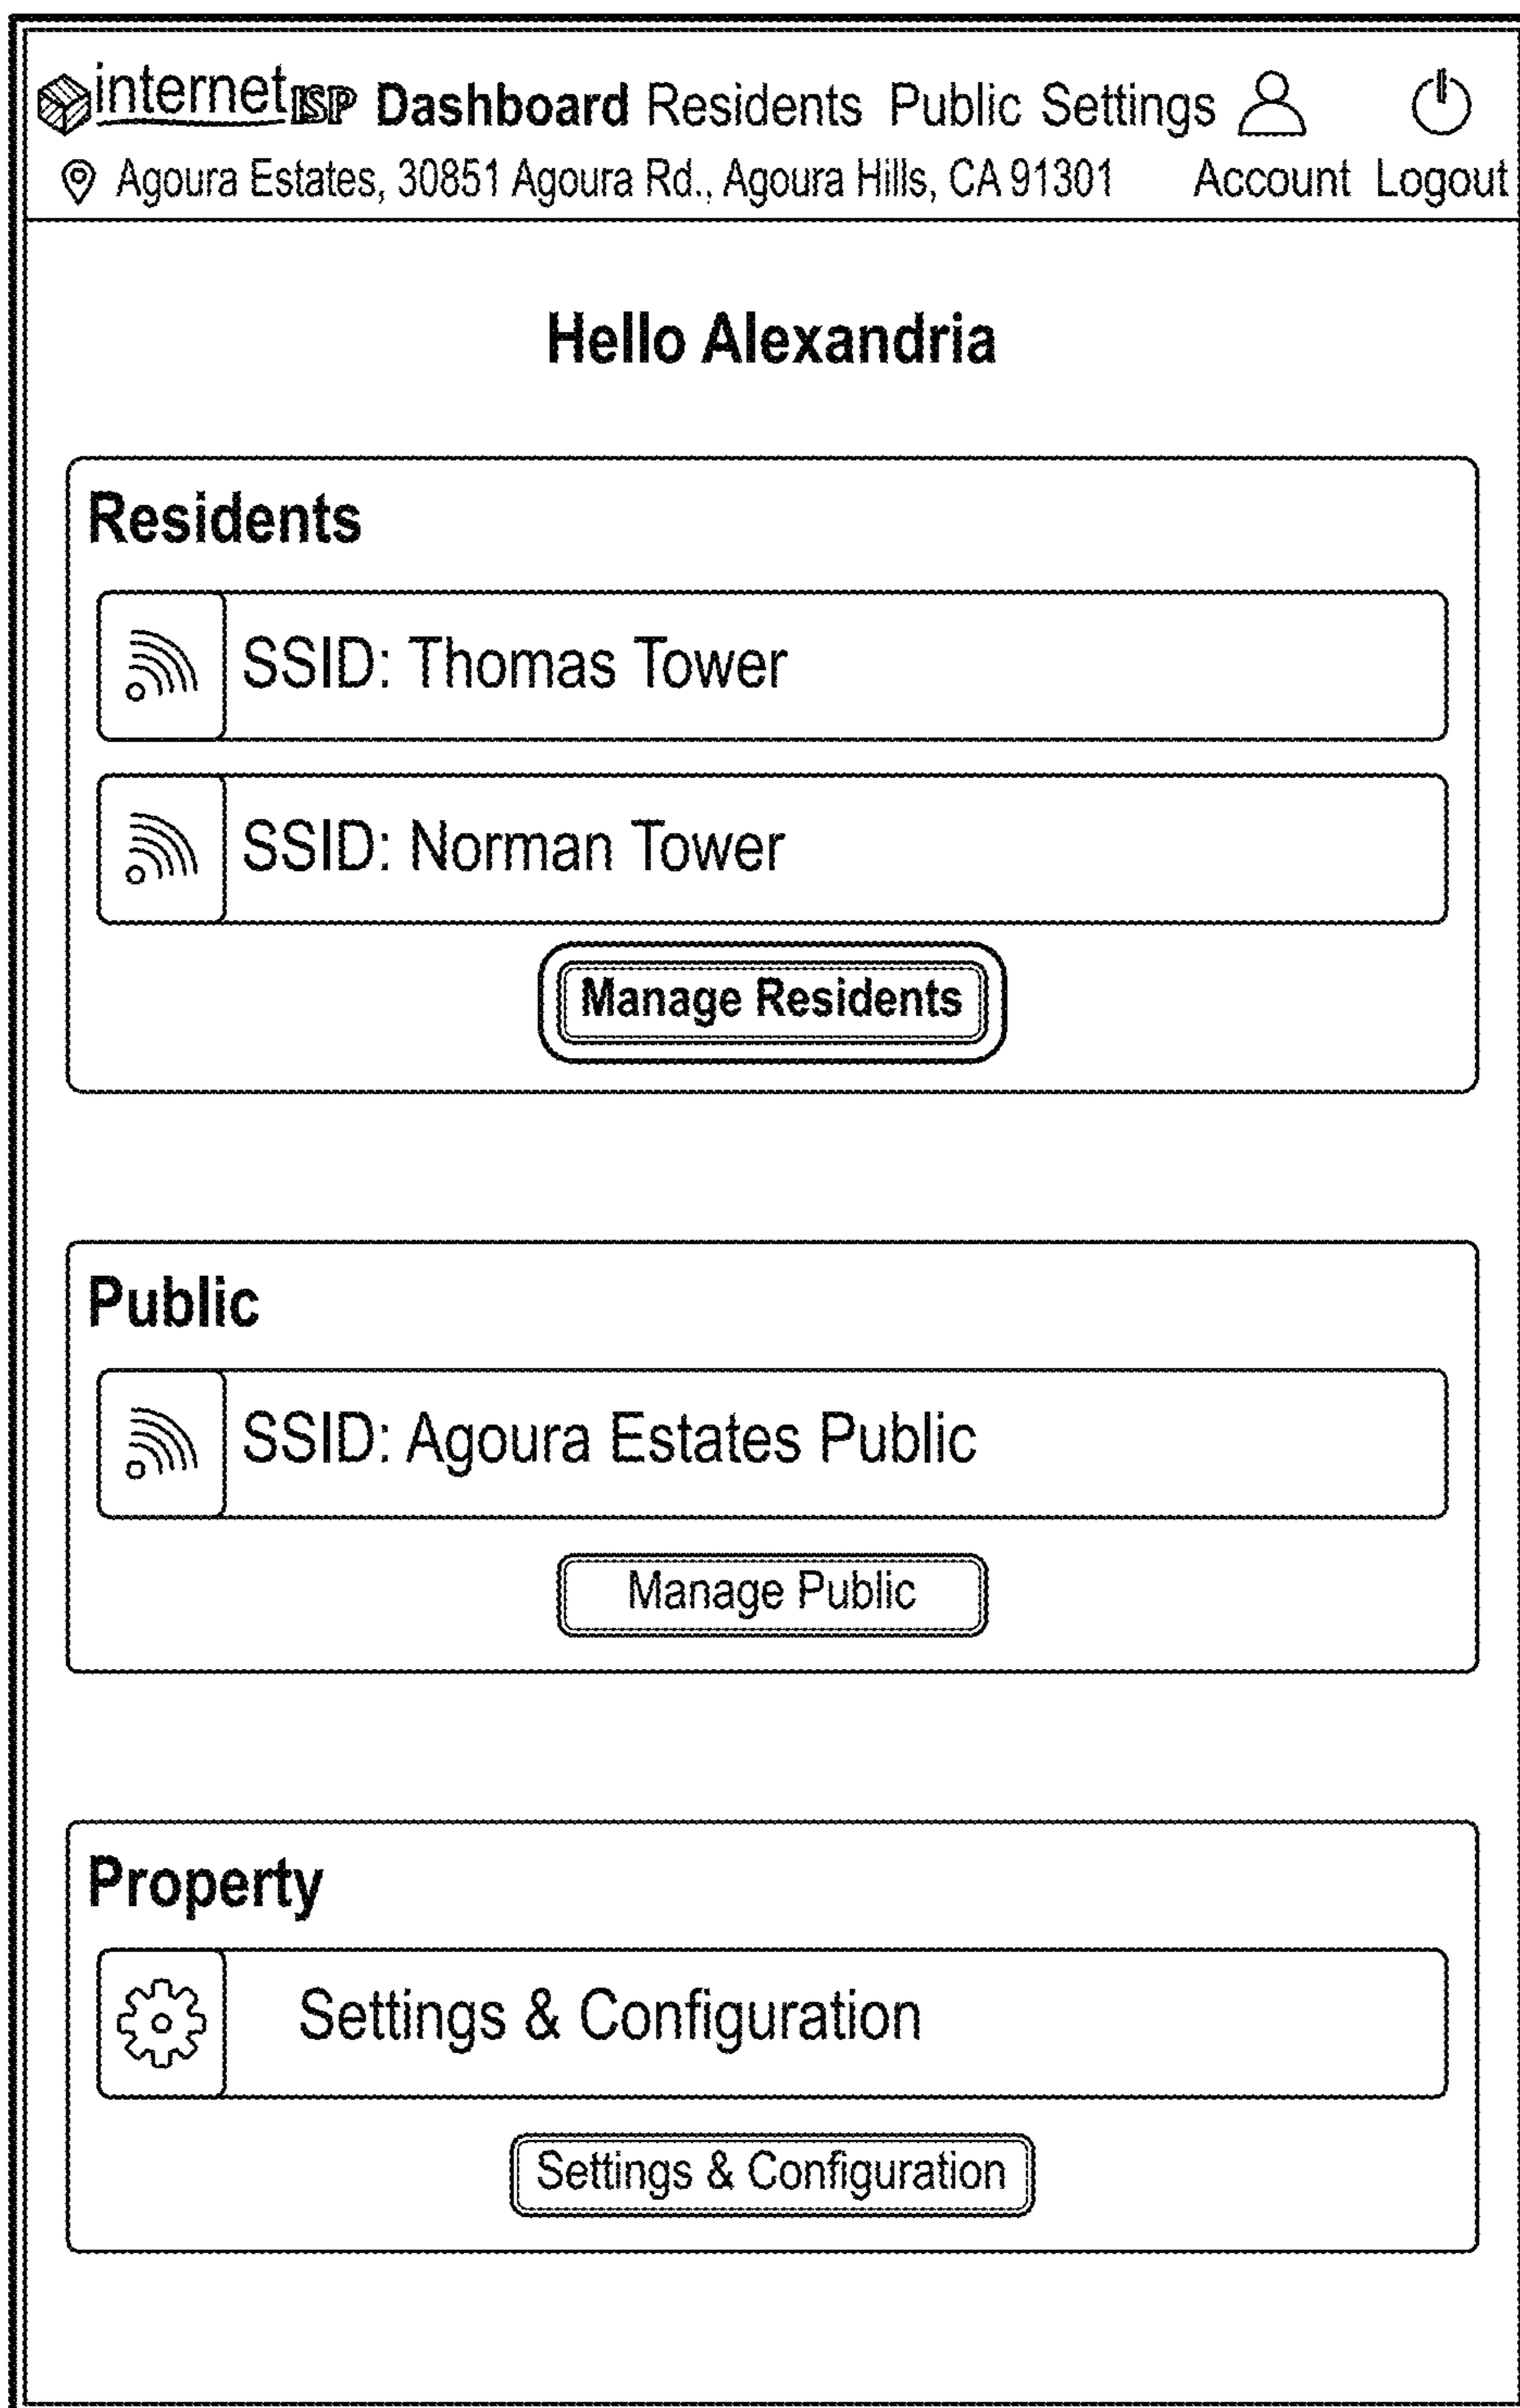 internet ISP Dashboard Residents Public Settings
Agoura Estates, 30851 Agoura Rd., Agoura Hills, CA 91301 Account Logout
Hello Alexandria
Residents
SSID: Thomas Tower
SSID: Norman Tower
Manage Residents
Public
SSID: Agoura Estates Public
Manage Public
Property
Settings & Configuration
Settings & Configuration